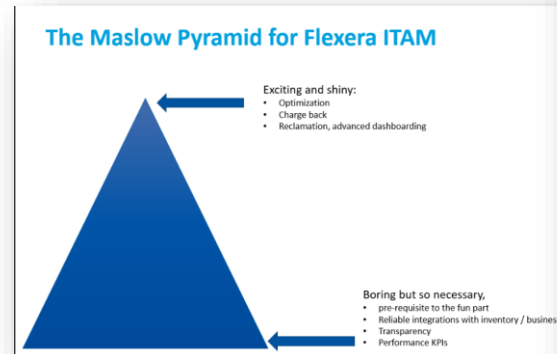 The Maslow Pyramid for Flexera ITAM
Exciting and shiny:
• Optimization
• Charge back
• Reclamation, advanced dashboarding
Boring but so necessary,
• pre-requisite to the fun part
• Reliable integrations with inventory / busines
• Transparency
• Performance KPIs